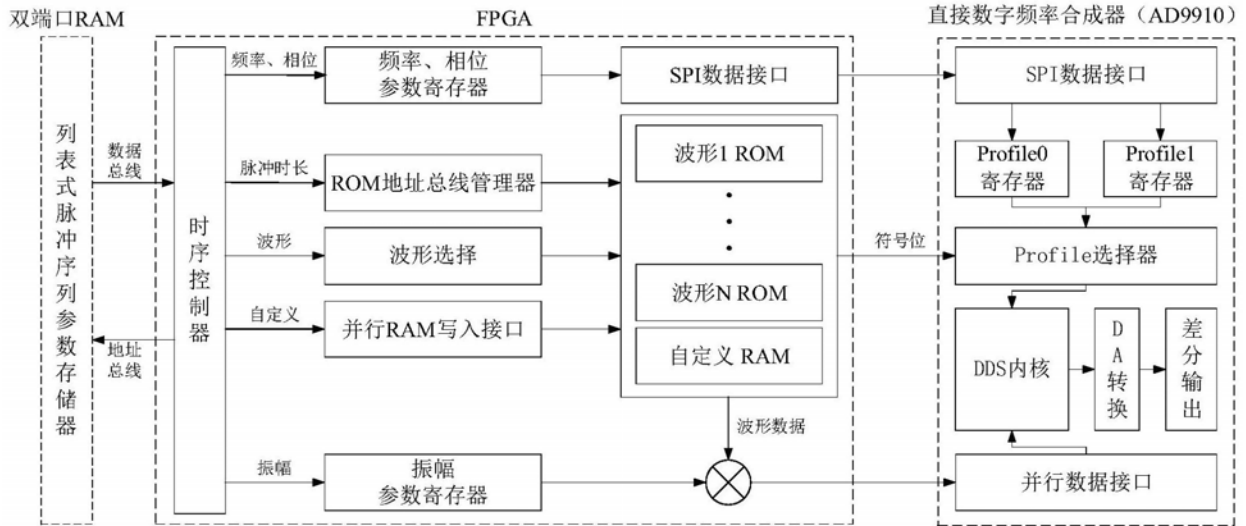 双端口RAM
FPGA
直接数字频率合成器（AD9910）
列表式脉冲序列参数存储器
数据
总线
地址
总线
时序控制器
频率、相位
频率、相位
参数寄存器
SPI数据接口
SPI数据接口
脉冲时长
ROM地址总线管理器
波形
波形选择
自定义
并行RAM写入接口
振幅
振幅
参数寄存器
波形1 ROM
波形N ROM
自定义 RAM
波形数据
符号位
Profile0
寄存器
Profile1
寄存器
Profile选择器
DDS内核
DA转换
差分输出
并行数据接口